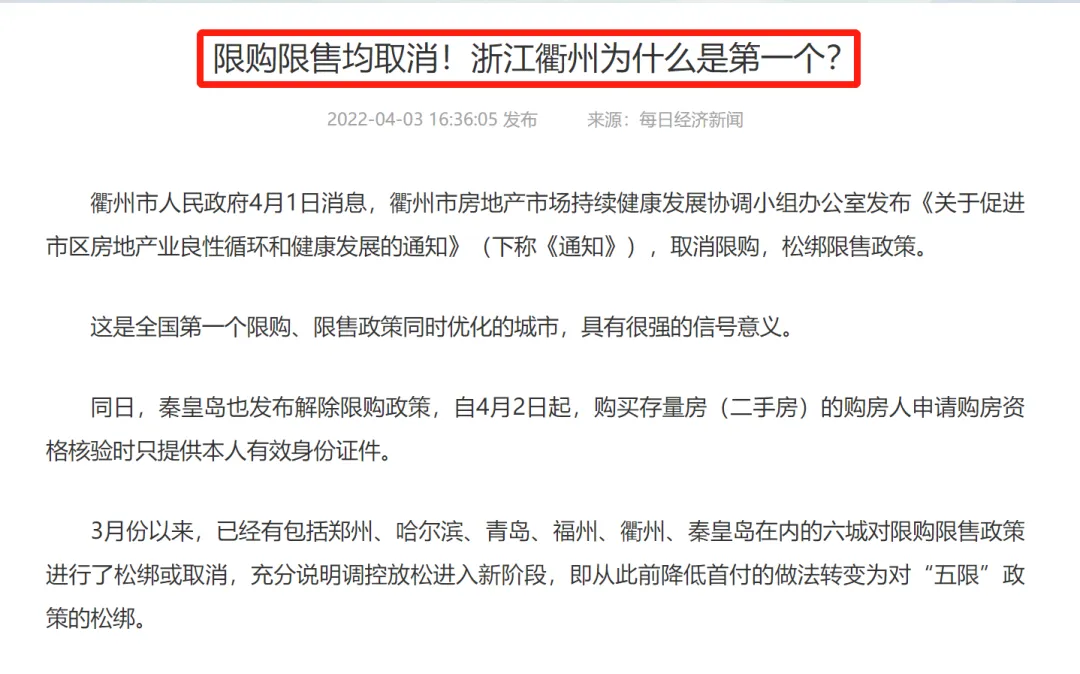 限购限售均取消！浙江衢州为什么是第一个？
2022-04-03 16:36:05 发布 来源：每日经济新闻
衢州市人民政府4月1日消息，衢州市房地产市场持续健康发展协调小组办公室发布《关于促进
市区房地产业良性循环和健康发展的通知》（下称《通知》），取消限购，松绑限售政策。
这是全国第一个限购、限售政策同时优化的城市，具有很强的信号意义。
同日，秦皇岛也发布解除限购政策，自4月2日起，购买存量房（二手房）的购房人申请购房资
格核验时只提供本人有效身份证件。
3月份以来，已经有包括郑州、哈尔滨、青岛、福州、衢州、秦皇岛在内的六城对限购限售政策
进行了松绑或取消，充分说明调控放松进入新阶段，即从此前降低首付的做法转变为对“五限”政
策的松绑。